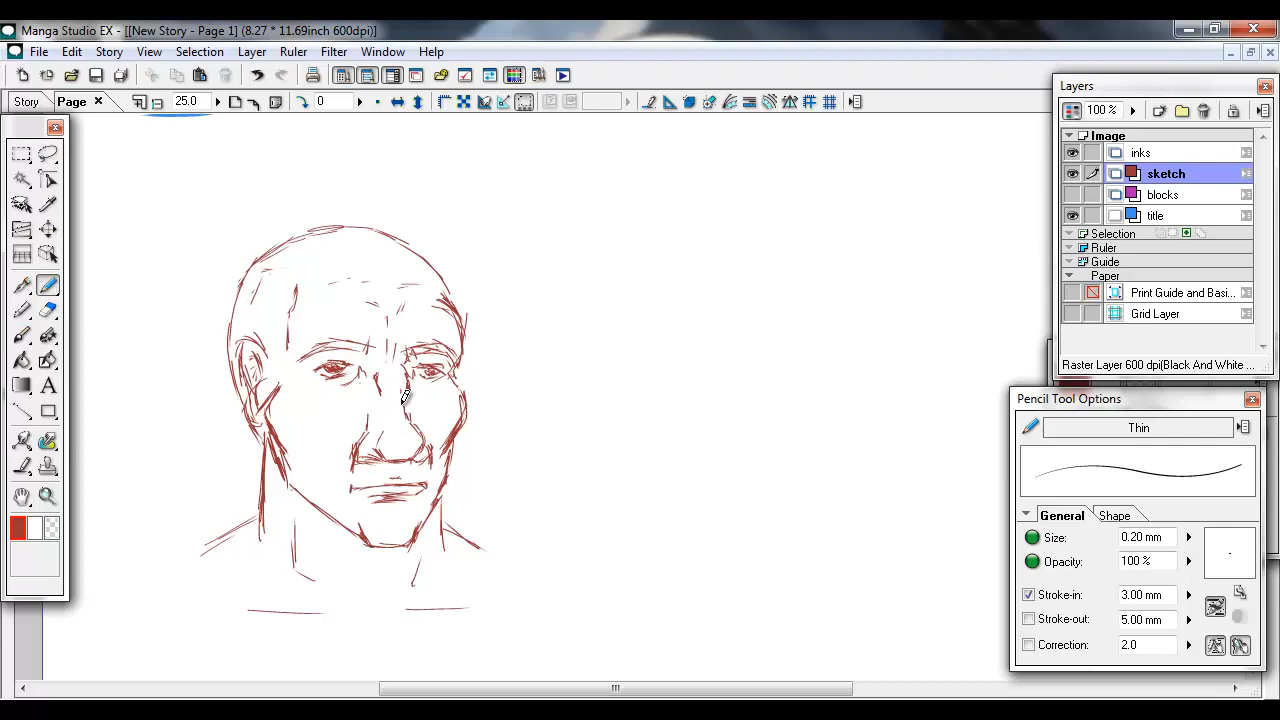 Manga Studio EX - [[New Story - Page 1] (8.27 * 11.69inch 600dpi)]
File Edit Story View Selection Layer Ruler Filter Window Help
Story Page 25.0 0
Layers
100 %
Image
inks
sketch
blocks
title
Selection
Ruler
Guide
Paper
Print Guide and Basi...
Grid Layer
Raster Layer 600 dpi(Black And White ...
Pencil Tool Options
Thin
General Shape
Size: 0.20 mm
Opacity: 100 %
Stroke-in: 3.00 mm
Stroke-out: 5.00 mm
Correction: 2.0